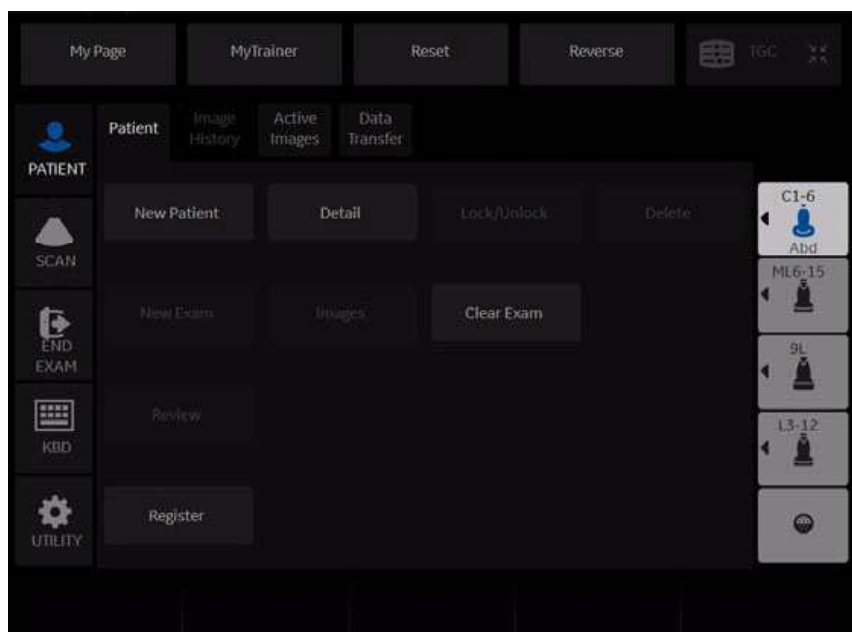 My Page
MyTrainer
Reset
Reverse
TGC
PATIENT
SCAN
END
EXAM
KBD
UTILITY
Patient
Image
History
Active
Images
Data
Transfer
New Patient
Detail
Lock/Unlock
Delete
New Exam
Images
Clear Exam
Review
Register
C1-6
Abd
ML6-15
9L
L3-12